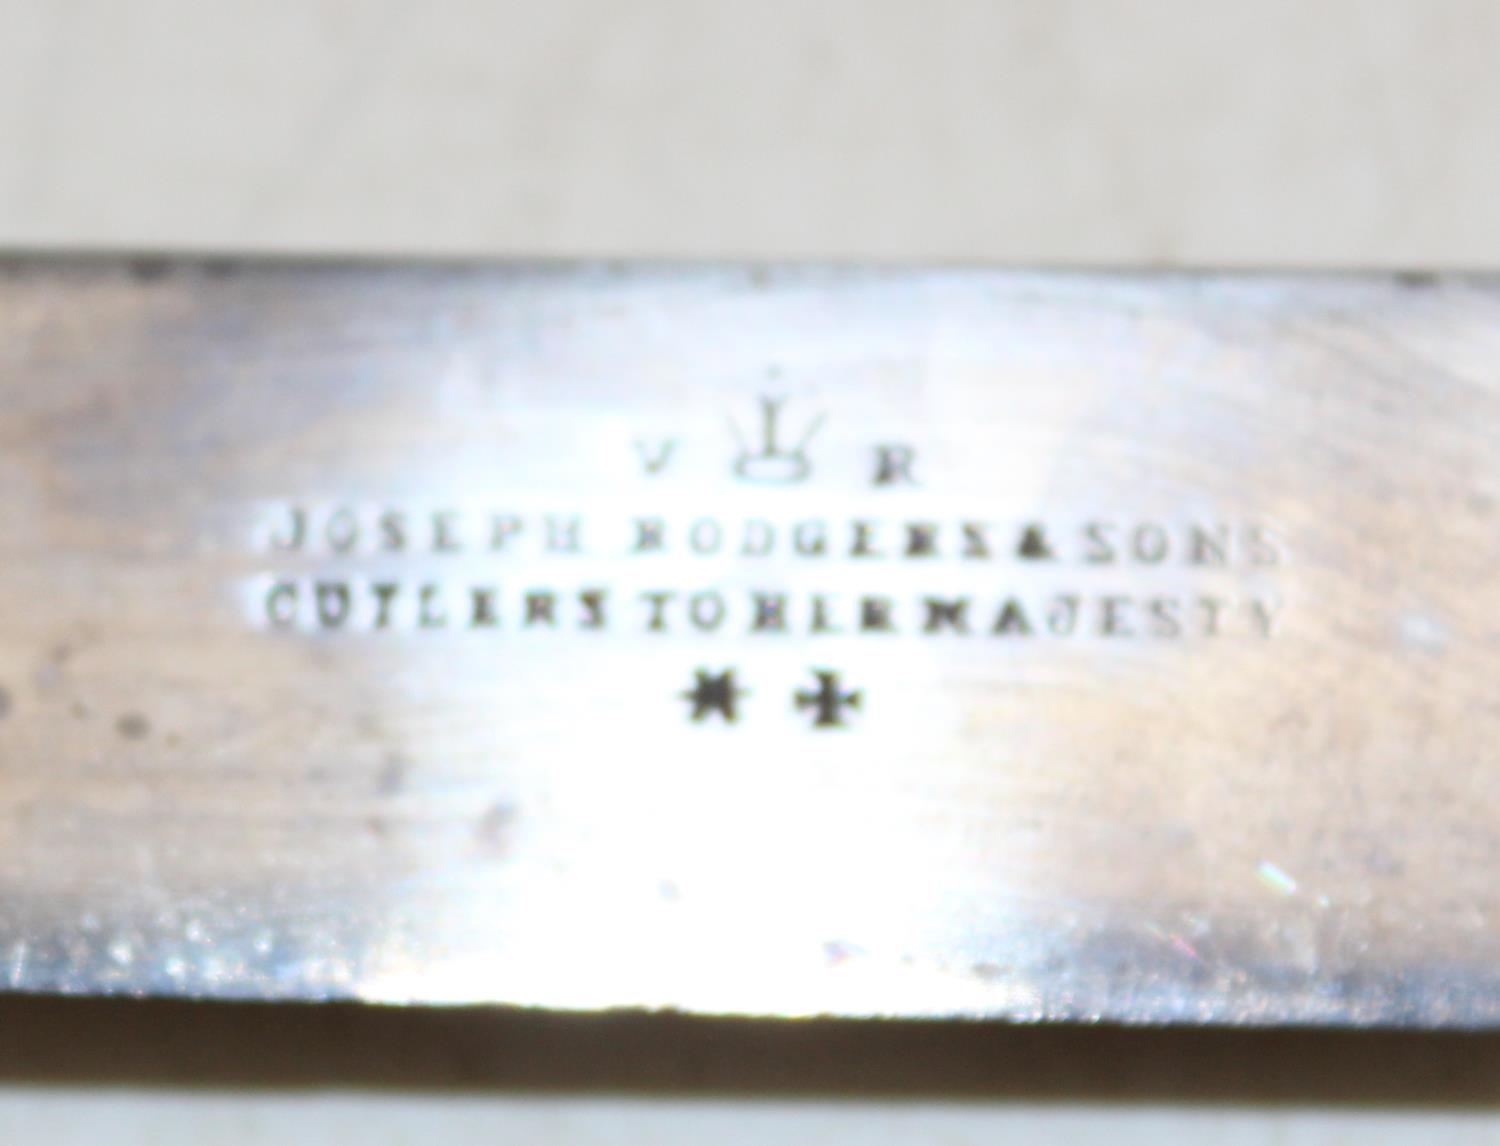 V R
JOSEPH RODGERS & SONS
CUTLERS TO HER MAJESTY